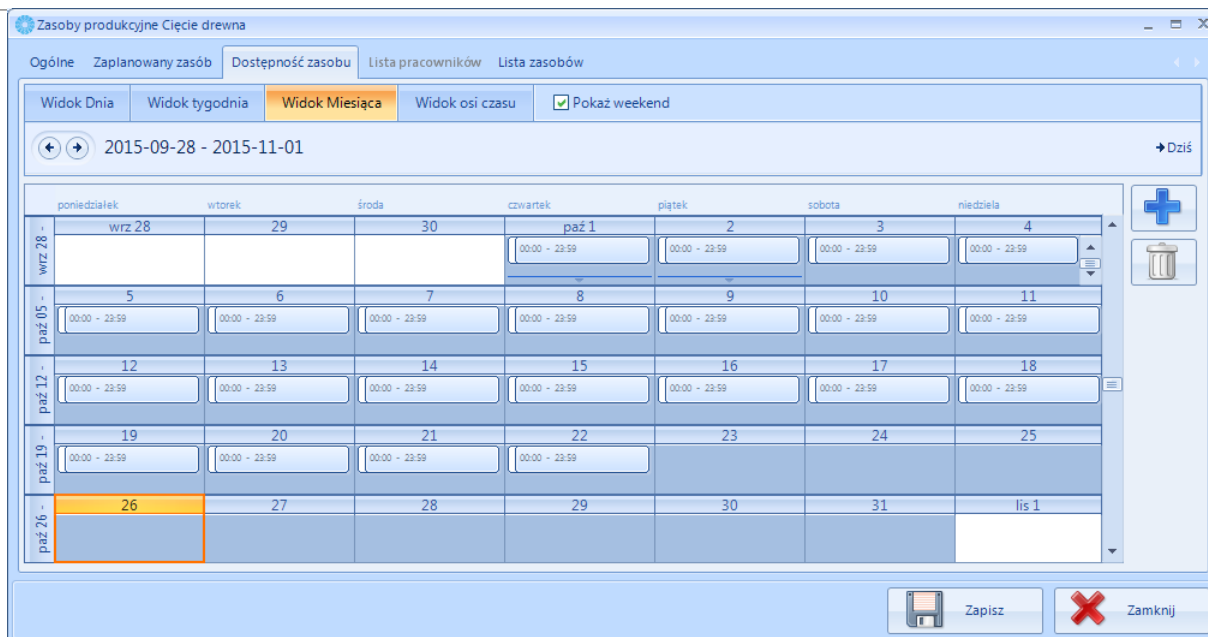 Zasoby produkcyjne Cięcie drewna
Ogólne Zaplanowany zasób Dostępność zasobu Lista pracowników Lista zasobów
Widok Dnia Widok tygodnia Widok Miesiąca Widok osi czasu Pokaż weekend
2015-09-28 - 2015-11-01 Dziś
poniedziałek wtorek środa czwartek piątek sobota niedziela
wrz 28 - wrz 28 29 30 paź 1 2 3 4
00:00 - 23:59 00:00 - 23:59 00:00 - 23:59 00:00 - 23:59
paź 05 - 5 6 7 8 9 10 11
00:00 - 23:59 00:00 - 23:59 00:00 - 23:59 00:00 - 23:59 00:00 - 23:59 00:00 - 23:59 00:00 - 23:59
paź 12 - 12 13 14 15 16 17 18
00:00 - 23:59 00:00 - 23:59 00:00 - 23:59 00:00 - 23:59 00:00 - 23:59 00:00 - 23:59 00:00 - 23:59
paź 19 - 19 20 21 22 23 24 25
00:00 - 23:59 00:00 - 23:59 00:00 - 23:59 00:00 - 23:59
paź 26 - 26 27 28 29 30 31 lis 1
Zapisz Zamknij